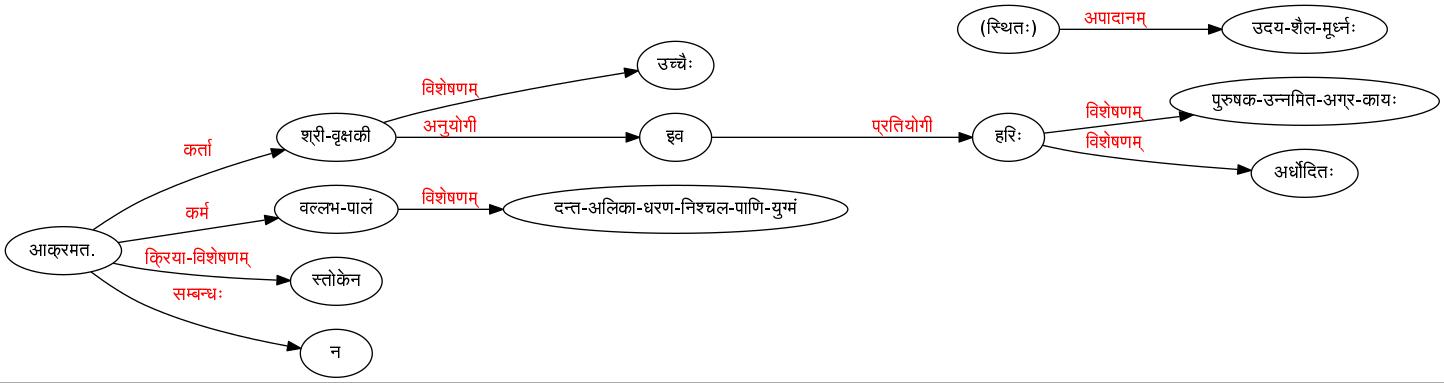 (स्थितः) अपादानम् उदय-शैल-मूर्ध्नः
उच्चैः
विशेषणम्
पुरुषक-उन्नमित-अग्र-कायः
विशेषणम्
श्री-वृक्षकी अनुयोगी इव प्रतियोगी हरिः
विशेषणम्
कर्ता
अर्धोदितः
वल्लभ-पालं विशेषणम् दन्त-अलिका-धरण-निश्चल-पाणि-युग्मं
कर्म
आक्रमत.
क्रिया-विशेषणम्
स्तोकेन
सम्बन्धः
न